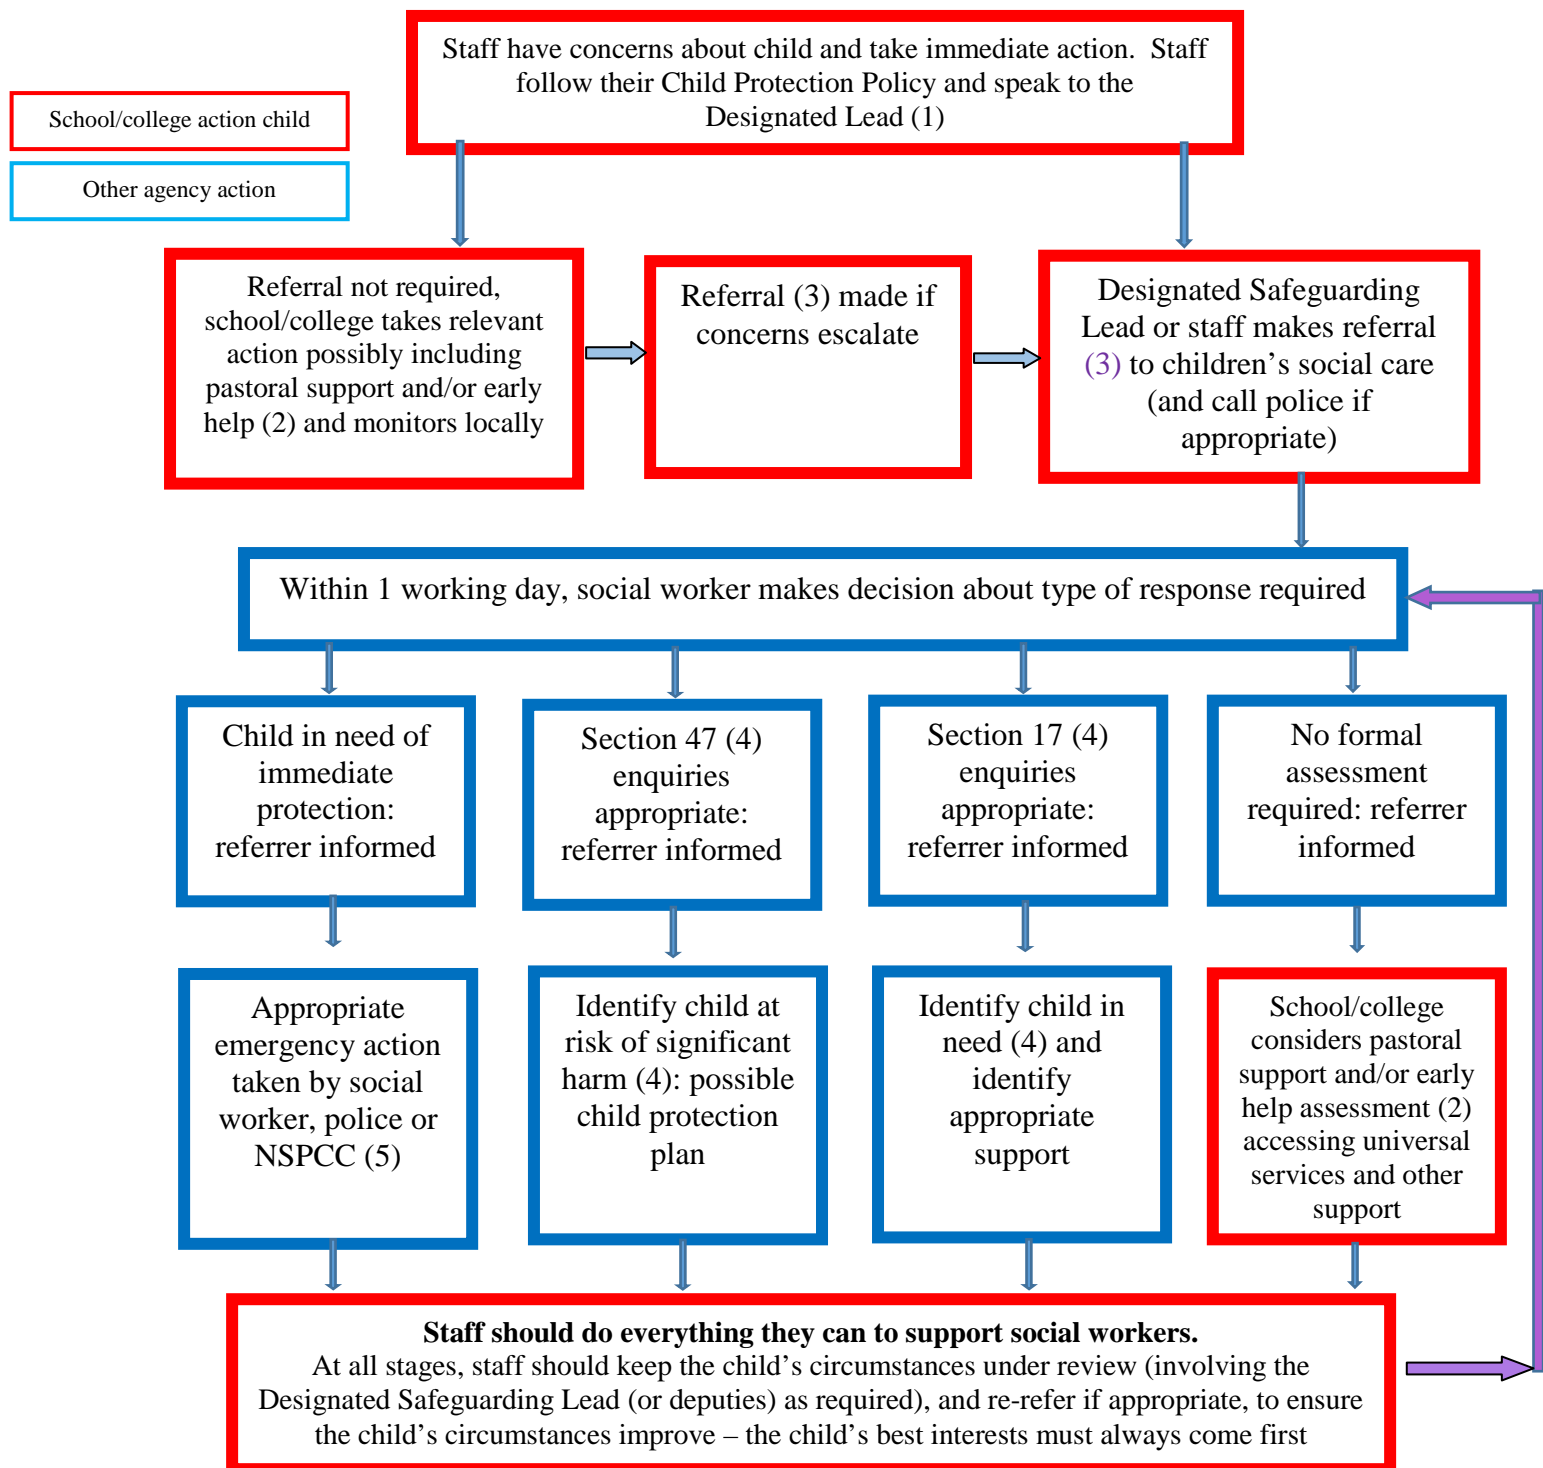 Staff have concerns about child and take immediate action.  Staff
follow their Child Protection Policy and speak to the
Designated Lead (1)
School/college action child
Other agency action
Referral not required,
school/college takes relevant
action possibly including
pastoral support and/or early
help (2) and monitors locally
Referral (3) made if
concerns escalate
Designated Safeguarding
Lead or staff makes referral
(3) to children’s social care
(and call police if
appropriate)
Within 1 working day, social worker makes decision about type of response required
Child in need of
immediate
protection:
referrer informed
Section 47 (4)
enquiries
appropriate:
referrer informed
Section 17 (4)
enquiries
appropriate:
referrer informed
No formal
assessment
required: referrer
informed
Appropriate
emergency action
taken by social
worker, police or
NSPCC (5)
Identify child at
risk of significant
harm (4): possible
child protection
plan
Identify child in
need (4) and
identify
appropriate
support
School/college
considers pastoral
support and/or early
help assessment (2)
accessing universal
services and other
support
Staff should do everything they can to support social workers.
At all stages, staff should keep the child’s circumstances under review (involving the
Designated Safeguarding Lead (or deputies) as required), and re-refer if appropriate, to ensure
the child’s circumstances improve – the child’s best interests must always come first